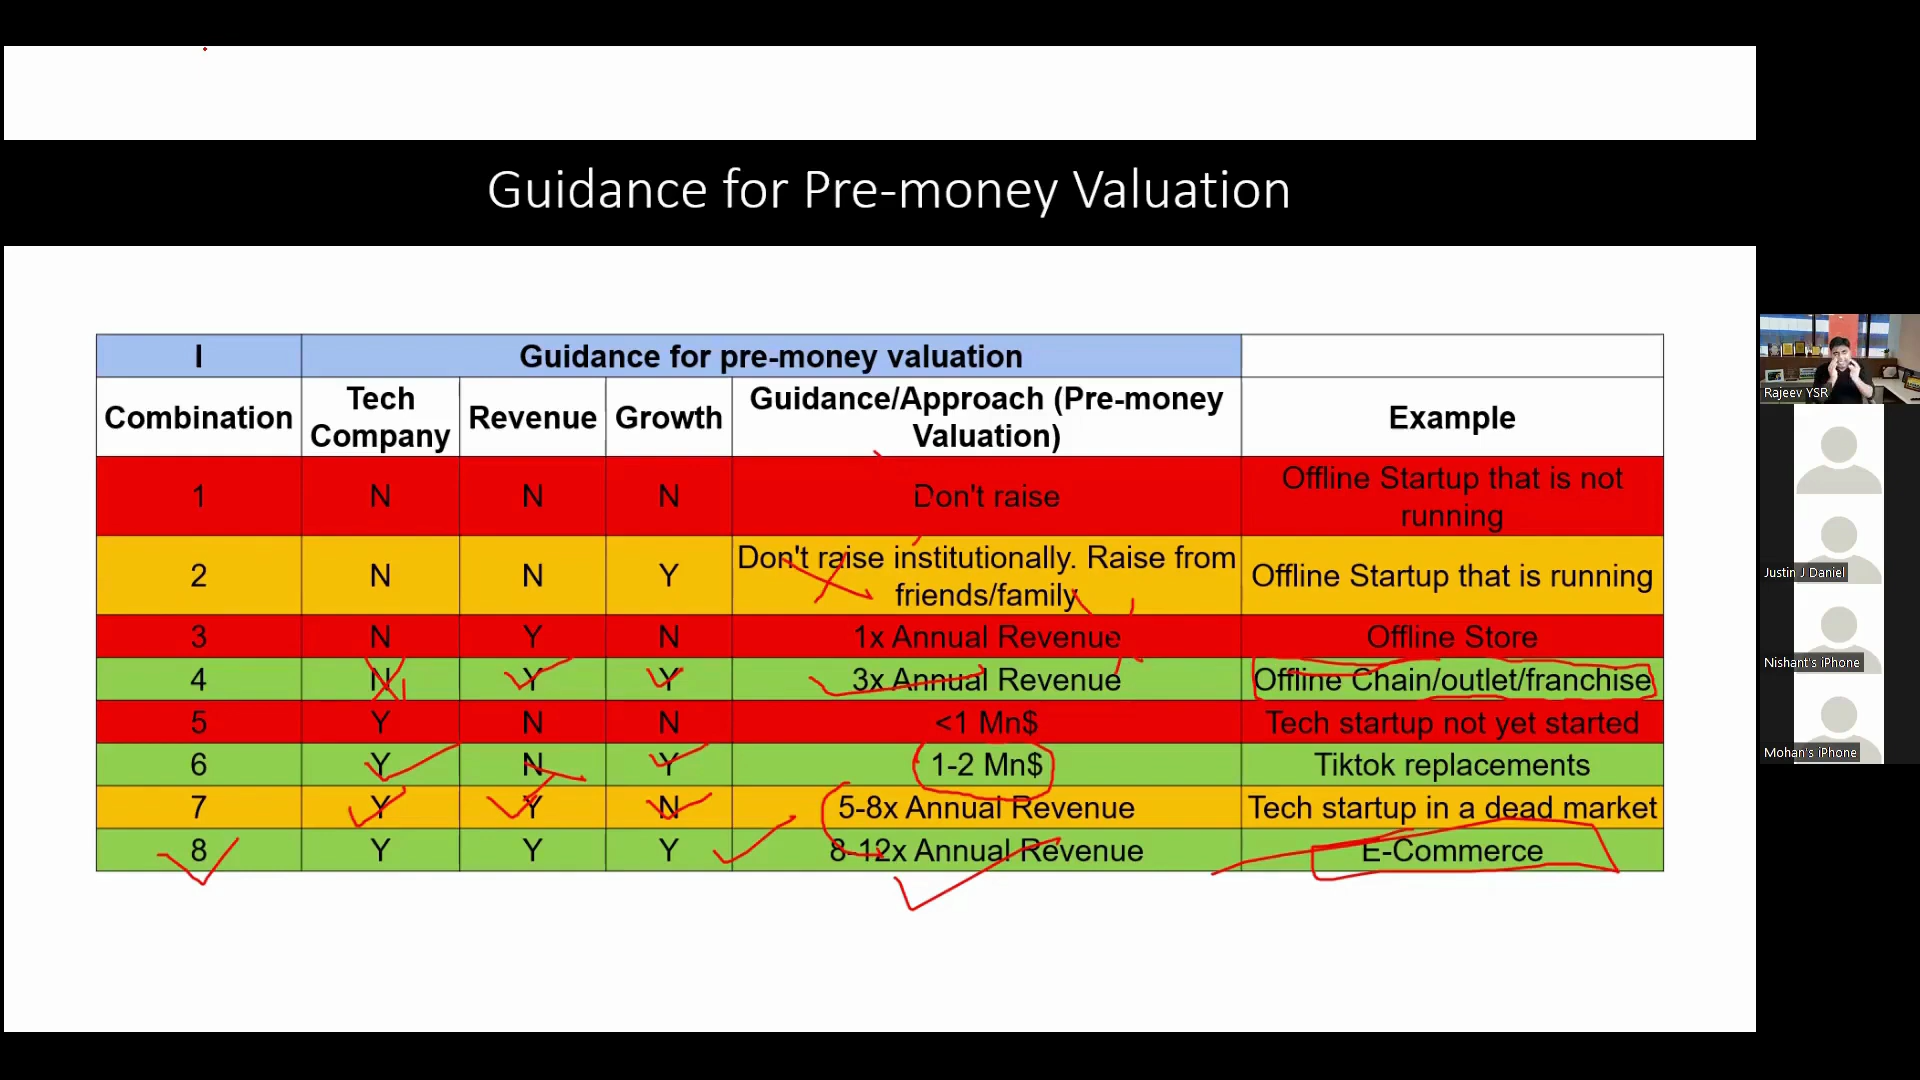 Guidance for Pre-money Valuation
I Guidance for pre-money valuation
Combination Tech Company Revenue Growth Guidance/Approach (Pre-money Valuation) Example
1 N N N Don't raise Offline Startup that is not running
2 N N Y Don't raise institutionally. Raise from friends/family Offline Startup that is running
3 N Y N 1x Annual Revenue Offline Store
4 N Y Y 3x Annual Revenue Offline Chain/outlet/franchise
5 Y N N <1 Mn$ Tech startup not yet started
6 Y N Y 1-2 Mn$ Tiktok replacements
7 Y Y N 5-8x Annual Revenue Tech startup in a dead market
8 Y Y Y 8-12x Annual Revenue E-Commerce
Rajeev YSR
Justin J Daniel
Nishant's iPhone
Mohan's iPhone